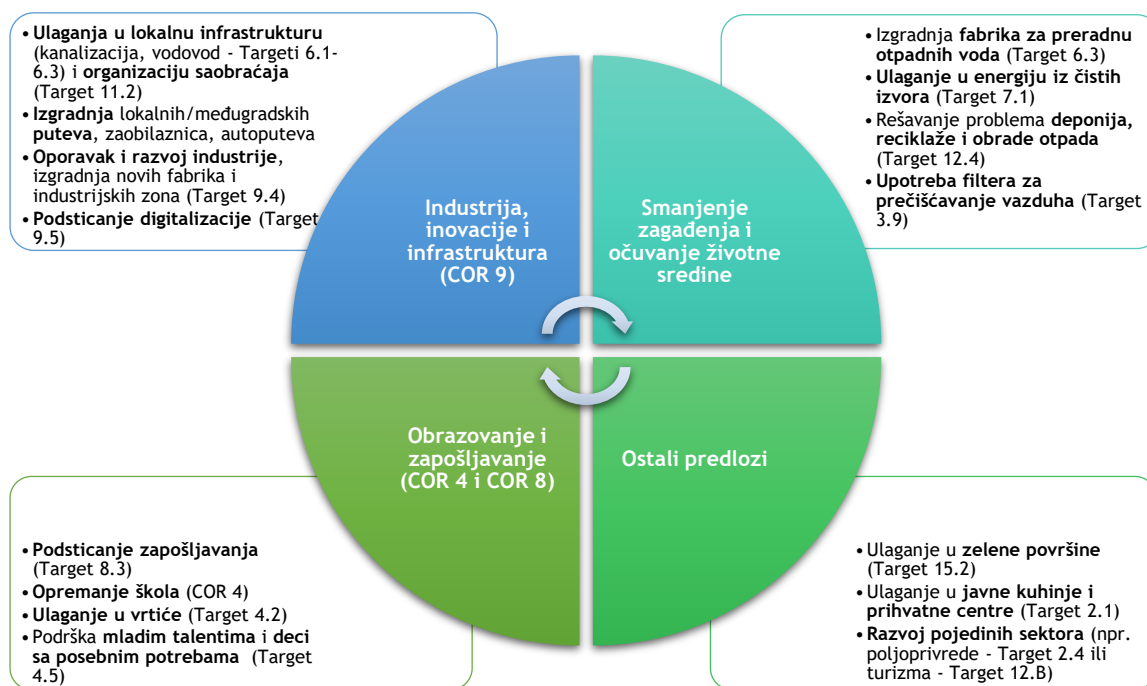 • Ulaganja u lokalnu infrastrukturu
(kanalizacija, vodovod - Targeti 6.1-
6.3) i organizaciju saobraćaja
(Target 11.2)
• Izgradnja lokalnih/međugradskih
puteva, zaobilaznica, autoputeva
• Oporavak i razvoj industrije,
izgradnja novih fabrika i
industrijskih zona (Target 9.4)
• Podsticanje digitalizacije (Target
9.5)
• Izgradnja fabrika za preradnu
otpadnih voda (Target 6.3)
• Ulaganje u energiju iz čistih
izvora (Target 7.1)
• Rešavanje problema deponija,
reciklaže i obrade otpada
(Target 12.4)
• Upotreba filtera za
prečišćavanje vazduha (Target
3.9)
Industrija,
inovacije i
infrastruktura
(COR 9)
Smanjenje
zagađenja i
očuvanje životne
sredine
Obrazovanje i
zapošljavanje
(COR 4 i COR 8)
Ostali predlozi
• Podsticanje zapošljavanja
(Target 8.3)
• Opremanje škola (COR 4)
• Ulaganje u vrtiće (Target 4.2)
• Podrška mladim talentima i deci
sa posebnim potrebama (Target
4.5)
• Ulaganje u zelene površine
(Target 15.2)
• Ulaganje u javne kuhinje i
prihvatne centre (Target 2.1)
• Razvoj pojedinih sektora (npr.
poljoprivrede - Target 2.4 ili
turizma - Target 12.B)